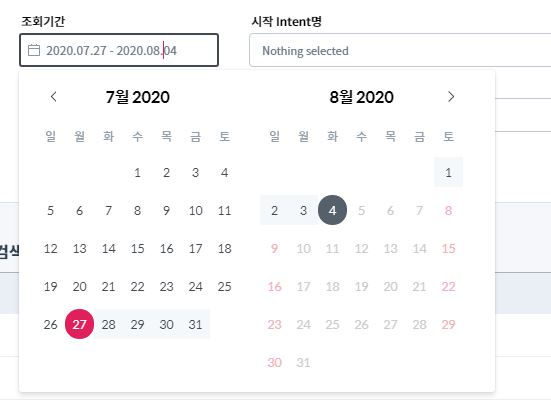 조회기간 시작 Intent명
2020.07.27 - 2020.08.04 Nothing selected
7월 2020 8월 2020
일 월 화 수 목 금 토 일 월 화 수 목 금 토
1 2 3 4 1
5 6 7 8 9 10 11 2 3 4 5 6 7 8
검색
12 13 14 15 16 17 18 9 10 11 12 13 14 15
19 20 21 22 23 24 25 16 17 18 19 20 21 22
26 27 28 29 30 31 23 24 25 26 27 28 29
30 31